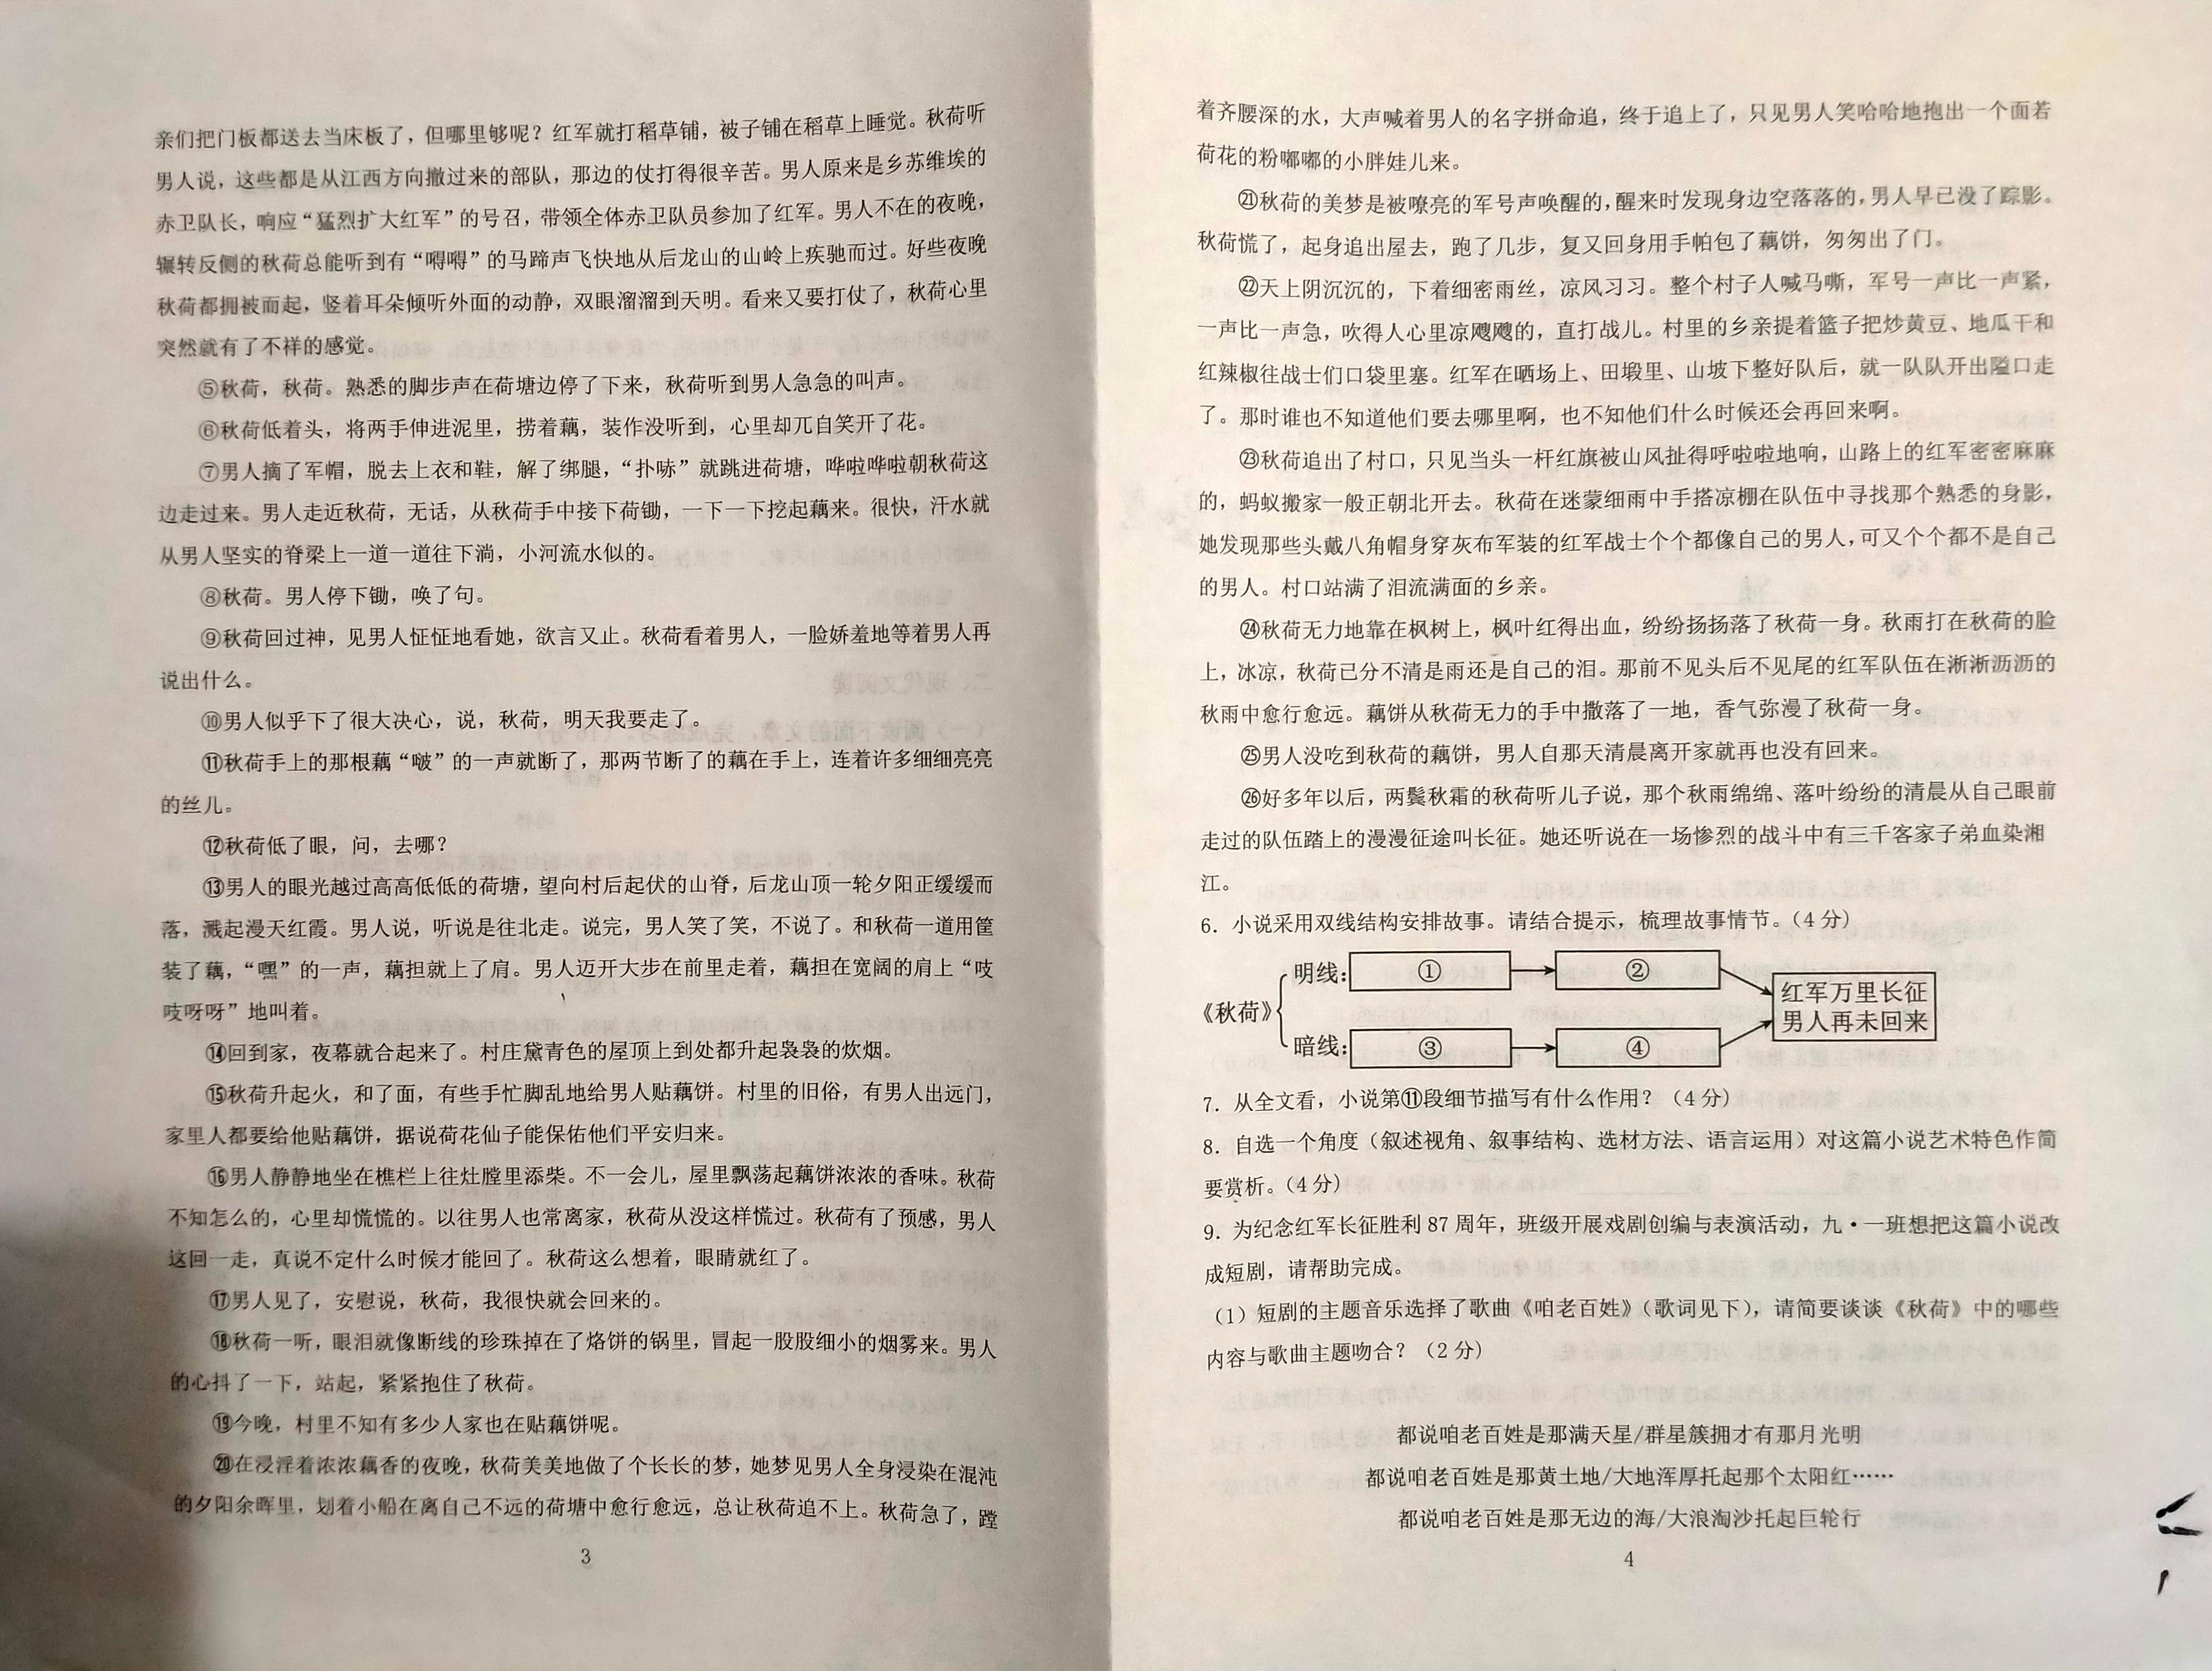 亲们把门板都送去当床板了，但哪里够呢？红军就打稻草铺，被子铺在稻草上睡觉。秋荷听
男人说，这些都是从江西方向撤过来的部队，那边的仗打得很辛苦。男人原来是乡苏维埃的
赤卫队长，响应“猛烈扩大红军”的号召，带领全体赤卫队员参加了红军。男人不在的夜晚，
辗转反侧的秋荷总能听到有“嘚嘚”的马蹄声飞快地从后龙山的山岭上疾驰而过。好些夜晚
秋荷都拥被而起，竖着耳朵倾听外面的动静，双眼溜溜到天明。看来又要打仗了，秋荷心里
突然就有了不祥的感觉。
⑤秋荷，秋荷。熟悉的脚步声在荷塘边停了下来，秋荷听到男人急急的叫声。
⑥秋荷低着头，将两手伸进泥里，捞着藕，装作没听到，心里却兀自笑开了花。
⑦男人摘了军帽，脱去上衣和鞋，解了绑腿，“扑哧”就跳进荷塘，哗啦哗啦朝秋荷这
边走过来。男人走近秋荷，无话，从秋荷手中接下荷锄，一下一下挖起藕来。很快，汗水就
从男人坚实的脊梁上一道一道往下淌，小河流水似的。
⑧秋荷。男人停下锄，唤了句。
⑨秋荷回过神，见男人怔怔地看她，欲言又止。秋荷看着男人，一脸娇羞地等着男人再
说出什么。
⑩男人似乎下了很大决心，说，秋荷，明天我要走了。
⑪秋荷手上的那根藕“啵”的一声就断了，那两节断了的藕在手上，连着许多细细亮亮
的丝儿。
⑫秋荷低了眼，问，去哪？
⑬男人的眼光越过高高低低的荷塘，望向村后起伏的山脊，后龙山顶一轮夕阳正缓缓而
落，溅起漫天红霞。男人说，听说是往北走。说完，男人笑了笑，不说了。和秋荷一道用筐
装了藕，“嘿”的一声，藕担就上了肩。男人迈开大步在前里走着，藕担在宽阔的肩上“吱
吱呀呀”地叫着。
⑭回到家，夜幕就合起来了。村庄黛青色的屋顶上到处都升起袅袅的炊烟。
⑮秋荷升起火，和了面，有些手忙脚乱地给男人贴藕饼。村里的旧俗，有男人出远门，
家里人都要给他贴藕饼，据说荷花仙子能保佑他们平安归来。
⑯男人静静地坐在樵栏上往灶膛里添柴。不一会儿，屋里飘荡起藕饼浓浓的香味。秋荷
不知怎么的，心里却慌慌的。以往男人也常离家，秋荷从没这样慌过。秋荷有了预感，男人
这回一走，真说不定什么时候才能回了。秋荷这么想着，眼睛就红了。
⑰男人见了，安慰说，秋荷，我很快就会回来的。
⑱秋荷一听，眼泪就像断线的珍珠掉在了烙饼的锅里，冒起一股股细小的烟雾来。男人
的心抖了一下，站起，紧紧抱住了秋荷。
⑲今晚，村里不知有多少人家也在贴藕饼呢。
⑳在浸淫着浓浓藕香的夜晚，秋荷美美地做了个长长的梦，她梦见男人全身浸染在混沌
的夕阳余晖里，划着小船在离自己不远的荷塘中愈行愈远，总让秋荷追不上。秋荷急了，蹚
3
着齐腰深的水，大声喊着男人的名字拼命追，终于追上了，只见男人笑哈哈地抱出一个面若
荷花的粉嘟嘟的小胖娃儿来。
㉑秋荷的美梦是被嘹亮的军号声唤醒的，醒来时发现身边空落落的，男人早已没了踪影。
秋荷慌了，起身追出屋去，跑了几步，复又回身用手帕包了藕饼，匆匆出了门。
㉒天上阴沉沉的，下着细密雨丝，凉风习习。整个村子人喊马嘶，军号一声比一声紧，
一声比一声急，吹得人心里凉飕飕的，直打战儿。村里的乡亲提着篮子把炒黄豆、地瓜干和
红辣椒往战士们口袋里塞。红军在晒场上、田塅里、山坡下整好队后，就一队队开出隘口走
了。那时谁也不知道他们要去哪里啊，也不知他们什么时候还会再回来啊。
㉓秋荷追出了村口，只见当头一杆红旗被山风扯得呼啦啦地响，山路上的红军密密麻麻
的，蚂蚁搬家一般正朝北开去。秋荷在迷蒙细雨中手搭凉棚在队伍中寻找那个熟悉的身影，
她发现那些头戴八角帽身穿灰布军装的红军战士个个都像自己的男人，可又个个都不是自己
的男人。村口站满了泪流满面的乡亲。
㉔秋荷无力地靠在枫树上，枫叶红得出血，纷纷扬扬落了秋荷一身。秋雨打在秋荷的脸
上，冰凉，秋荷已分不清是雨还是自己的泪。那前不见头后不见尾的红军队伍在淅淅沥沥的
秋雨中愈行愈远。藕饼从秋荷无力的手中撒落了一地，香气弥漫了秋荷一身。
㉕男人没吃到秋荷的藕饼，男人自那天清晨离开家就再也没有回来。
㉖好多年以后，两鬓秋霜的秋荷听儿子说，那个秋雨绵绵、落叶纷纷的清晨从自己眼前
走过的队伍踏上的漫漫征途叫长征。她还听说在一场惨烈的战斗中有三千客家子弟血染湘
江。
6．小说采用双线结构安排故事。请结合提示，梳理故事情节。（4 分）
《秋荷》
明线： ① ②
红军万里长征
男人再未回来
暗线： ③ ④
7．从全文看，小说第⑪段细节描写有什么作用？（4 分）
8．自选一个角度（叙述视角、叙事结构、选材方法、语言运用）对这篇小说艺术特色作简
要赏析。（4 分）
9．为纪念红军长征胜利 87 周年，班级开展戏剧创编与表演活动，九·一班想把这篇小说改
成短剧，请帮助完成。
（1）短剧的主题音乐选择了歌曲《咱老百姓》（歌词见下），请简要谈谈《秋荷》中的哪些
内容与歌曲主题吻合？（2 分）
都说咱老百姓是那满天星/群星簇拥才有那月光明
都说咱老百姓是那黄土地/大地浑厚托起那个太阳红……
都说咱老百姓是那无边的海/大浪淘沙托起巨轮行
4